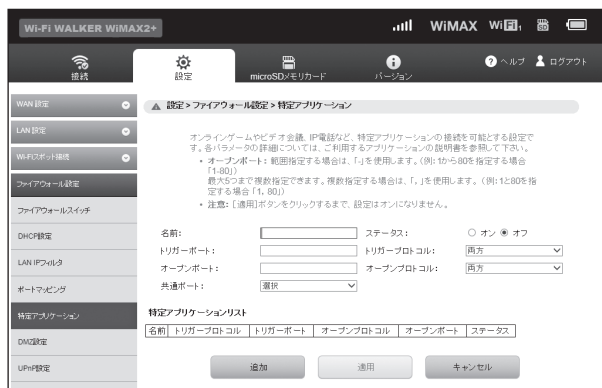 Wi-Fi WALKER WiMAX2+
WiMAX Wi-Fi 1
接続
設定
microSDメモリカード
バージョン
ヘルプ
ログアウト
WAN 設定
LAN 設定
Wi-Fiスポット接続
ファイアウォール設定
ファイアウォールスイッチ
DHCP設定
LAN IPフィルタ
ポートマッピング
特定アプリケーション
DMZ設定
UPnP設定
設定 > ファイアウォール設定 > 特定アプリケーション
オンラインゲームやビデオ会議、IP電話など、特定アプリケーションの接続を可能とする設定で
す。各パラメータの詳細については、ご利用するアプリケーションの説明書を参照して下さい。
• オープンポート: 範囲指定する場合は、「-」を使用します。(例: 1から80を指定する場合
「1-80」)
最大5つまで複数指定できます。複数指定する場合は、「, 」を使用します。(例: 1と80を指
定する場合「1, 80」)
• 注意: [適用]ボタンをクリックするまで、設定はオンになりません。
名前:
ステータス:
オン
オフ
トリガーポート:
トリガープロトコル:
両方
オープンポート:
オープンプロトコル:
両方
共通ポート:
選択
特定アプリケーションリスト
名前 トリガープロトコル トリガーポート オープンプロトコル オープンポート ステータス
追加
適用
キャンセル